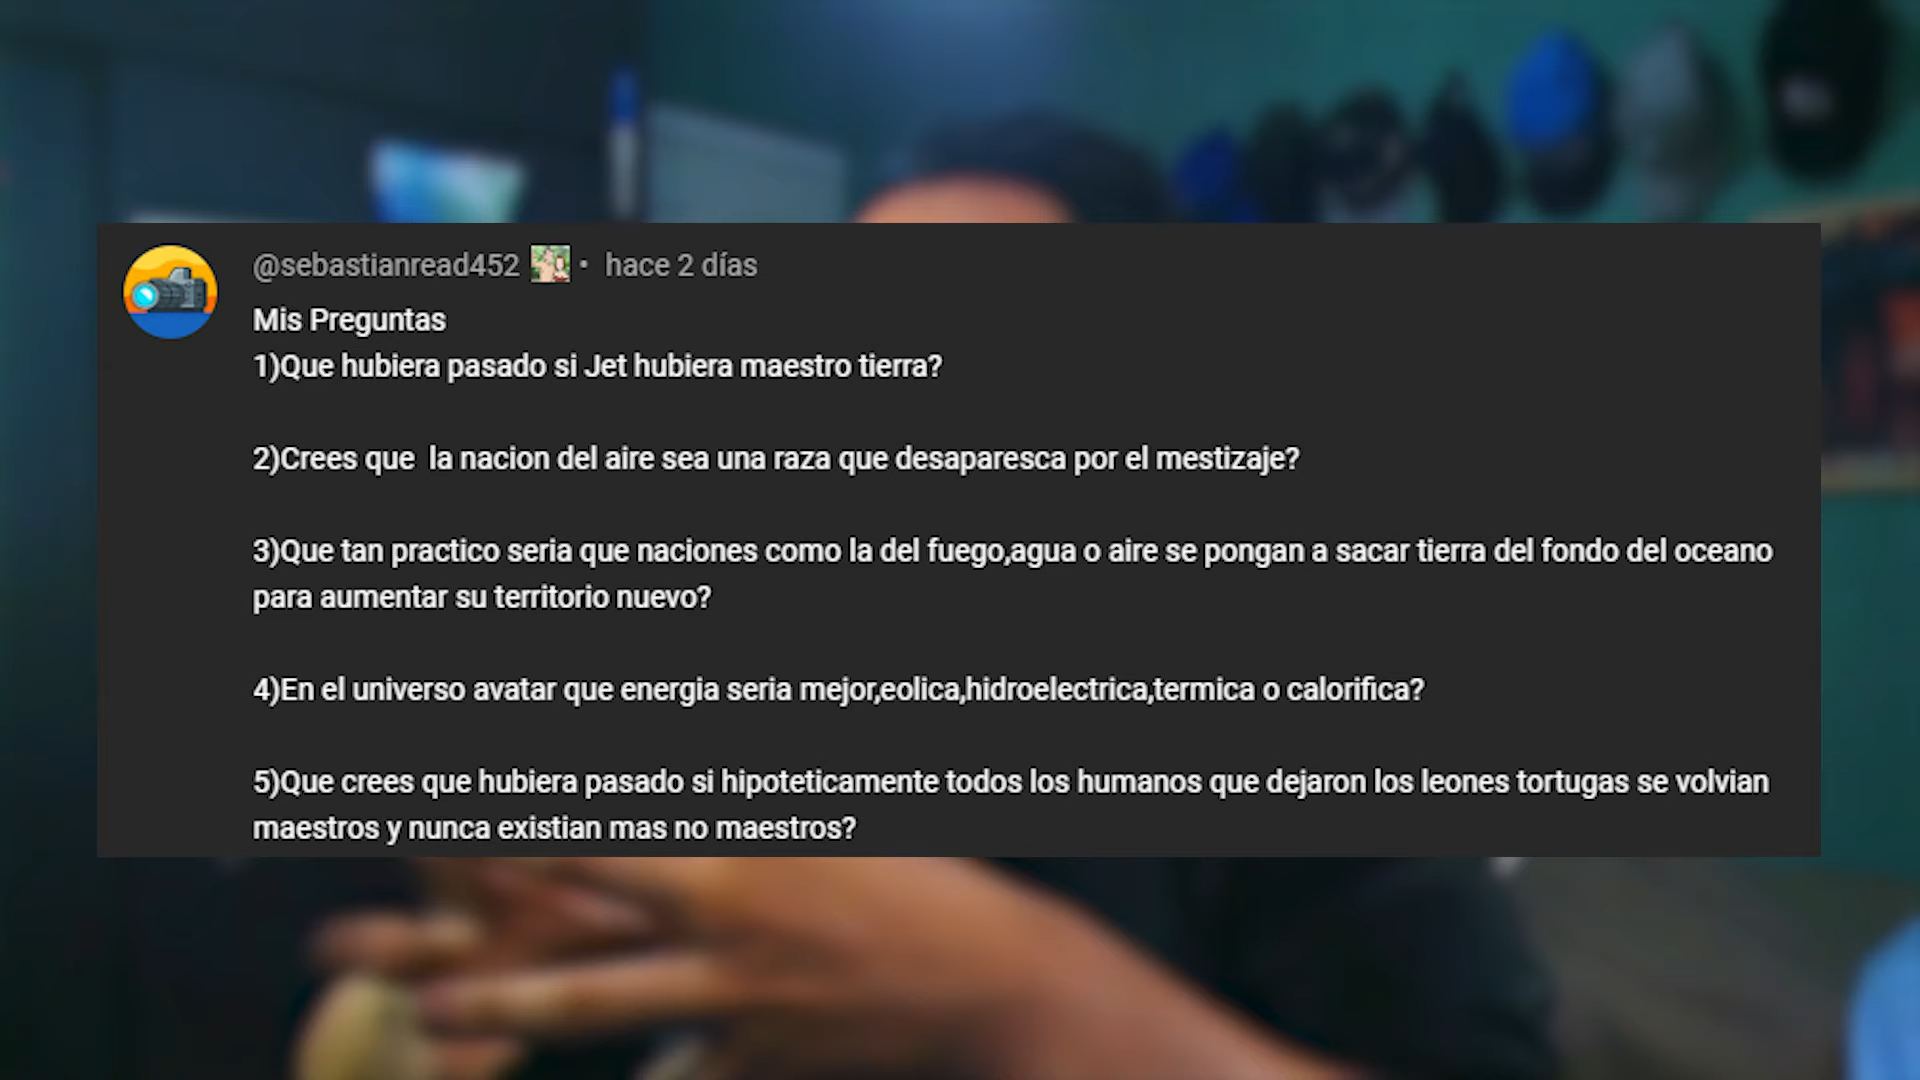 @sebastianread452 · hace 2 días
Mis Preguntas
1)Que hubiera pasado si Jet hubiera maestro tierra?
2)Crees que  la nacion del aire sea una raza que desaparesca por el mestizaje?
3)Que tan practico seria que naciones como la del fuego,agua o aire se pongan a sacar tierra del fondo del oceano
para aumentar su territorio nuevo?
4)En el universo avatar que energia seria mejor,eolica,hidroelectrica,termica o calorifica?
5)Que crees que hubiera pasado si hipoteticamente todos los humanos que dejaron los leones tortugas se volvian
maestros y nunca existian mas no maestros?